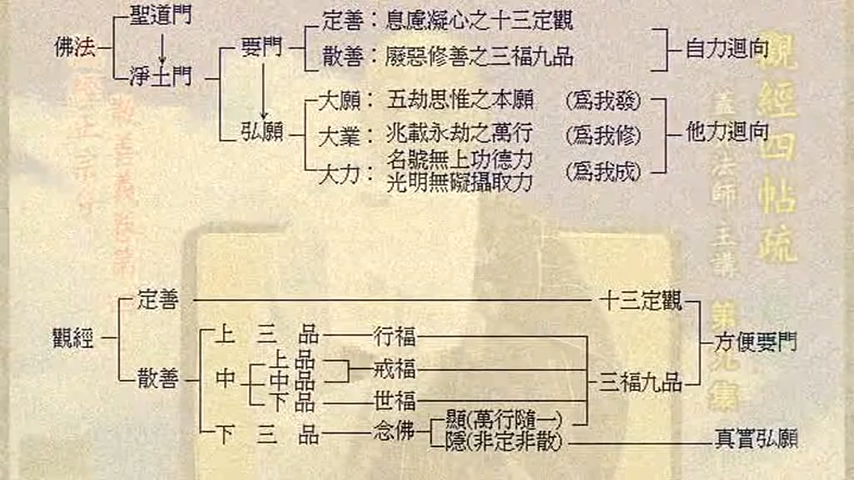 佛法
聖道門
淨土門
要門
定善：息慮凝心之十三定觀
散善：廢惡修善之三福九品
自力迴向
弘願
大願：五劫思惟之本願 (為我發)
大業：兆載永劫之萬行 (為我修)
大力：名號無上功德力
光明無礙攝取力 (為我成)
他力迴向
觀經
定善
十三定觀
散善
上三品 行福
中 上品
中品 戒福
下品 世福
下三品 念佛
顯(萬行隨一)
隱(非定非散)
三福九品
方便要門
真實弘願
觀經四帖疏
法師 主講